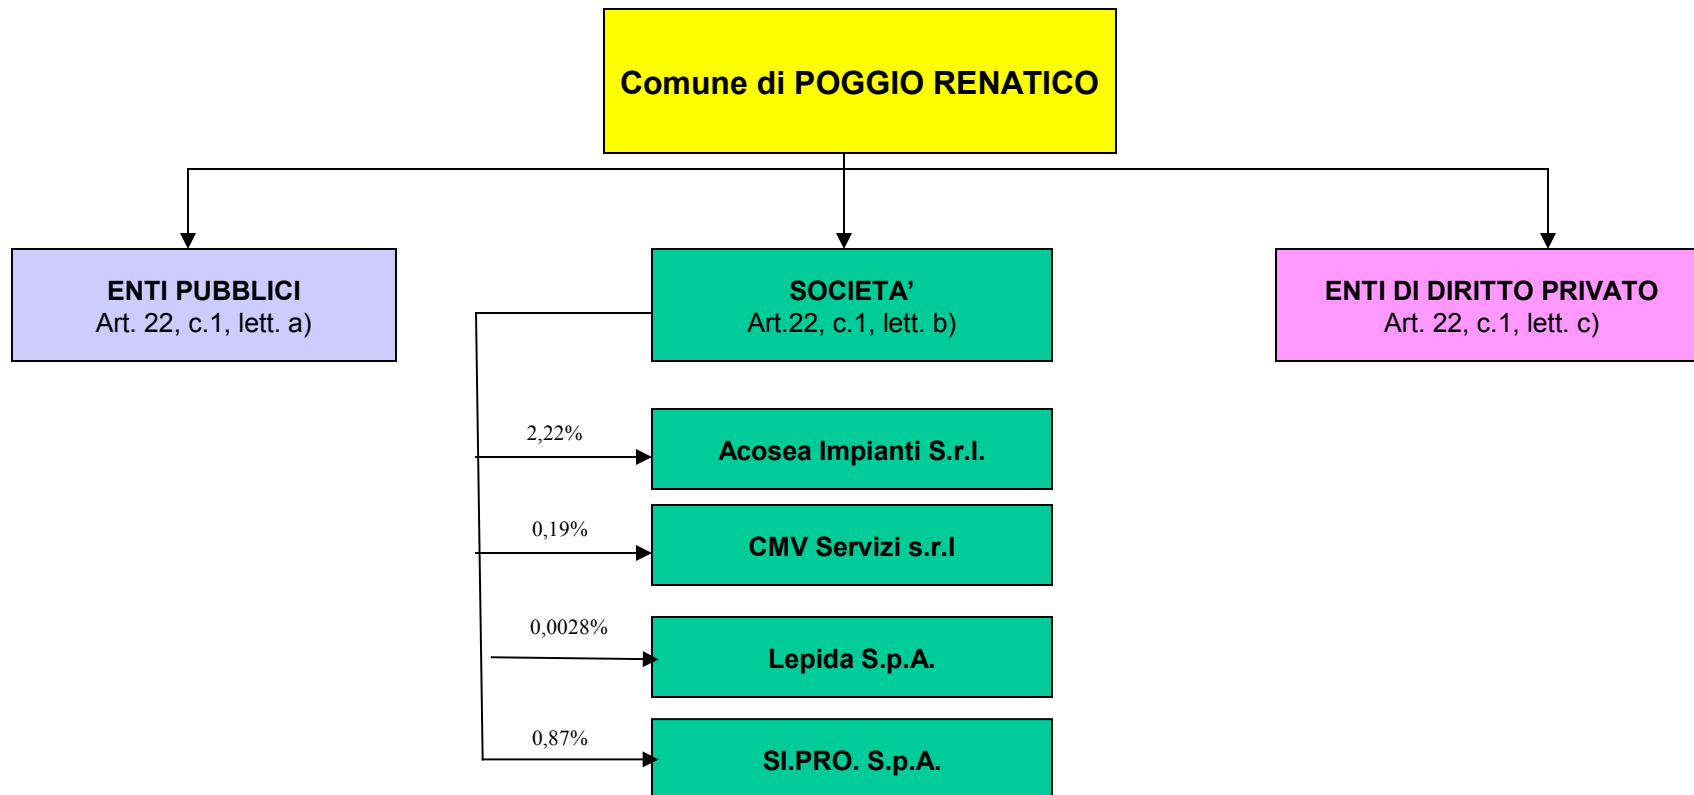 Comune di POGGIO RENATICO
ENTI PUBBLICI
Art. 22, c.1, lett. a)
SOCIETA’
Art.22, c.1, lett. b)
ENTI DI DIRITTO PRIVATO
Art. 22, c.1, lett. c)
2,22%
Acosea Impianti S.r.l.
0,19%
CMV Servizi s.r.l
0,0028%
Lepida S.p.A.
0,87%
SI.PRO. S.p.A.